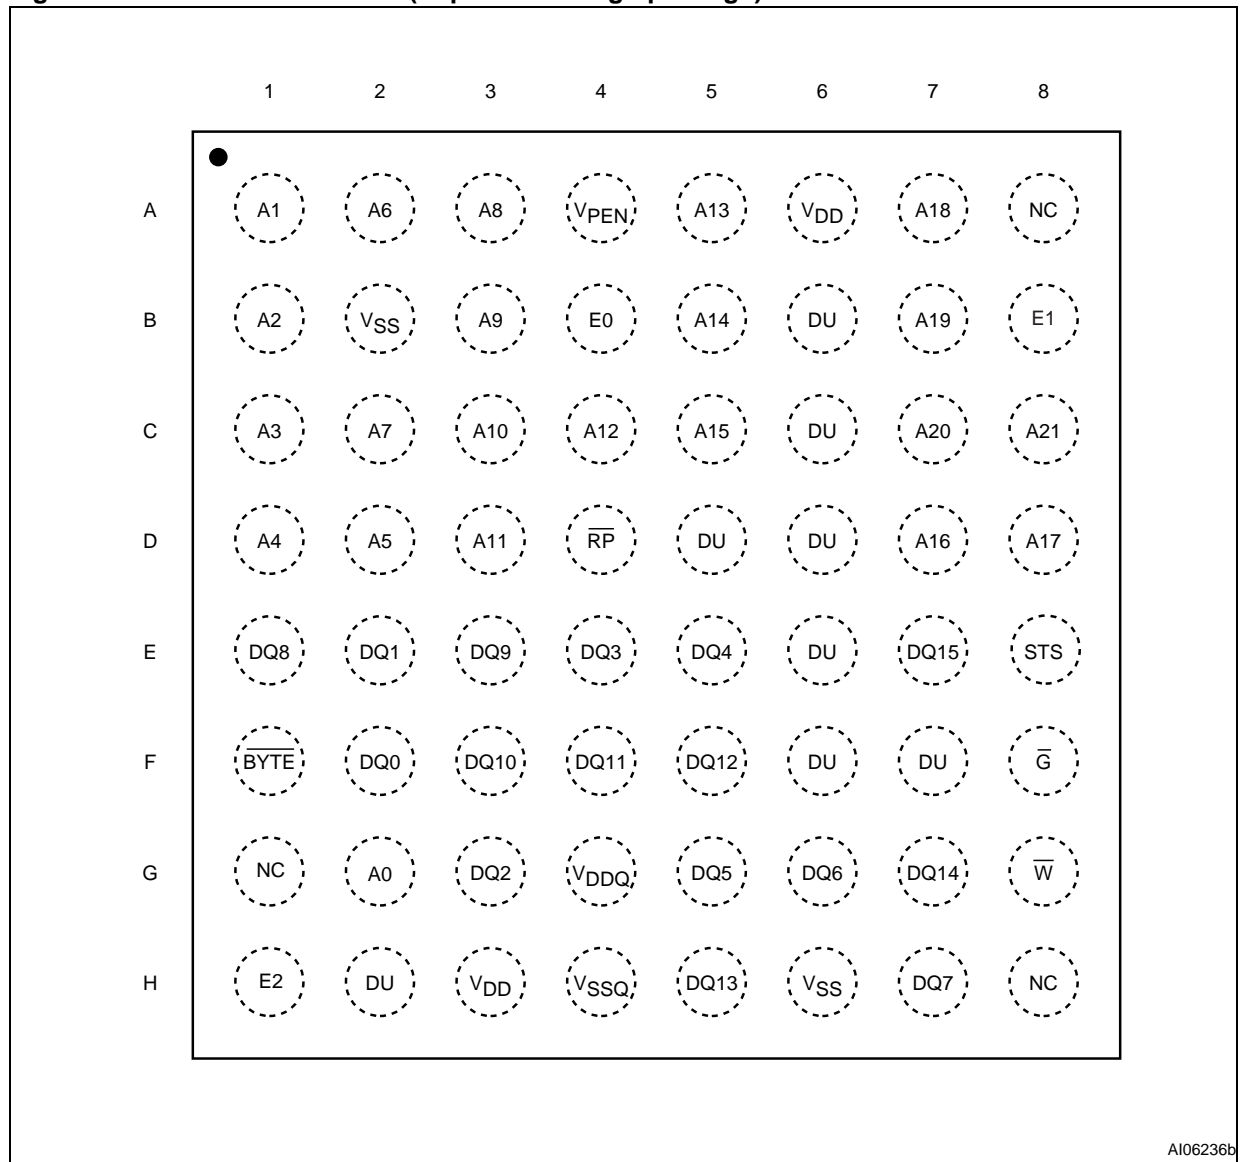 1 2 3 4 5 6 7 8
A A1 A6 A8 VPEN A13 VDD A18 NC
B A2 VSS A9 E0 A14 DU A19 E1
C A3 A7 A10 A12 A15 DU A20 A21
D A4 A5 A11 R̅P̅ DU DU A16 A17
E DQ8 DQ1 DQ9 DQ3 DQ4 DU DQ15 STS
F B̅Y̅T̅E̅ DQ0 DQ10 DQ11 DQ12 DU DU G̅
G NC A0 DQ2 VDDQ DQ5 DQ6 DQ14 W̅
H E2 DU VDD VSSQ DQ13 VSS DQ7 NC
AI06236b